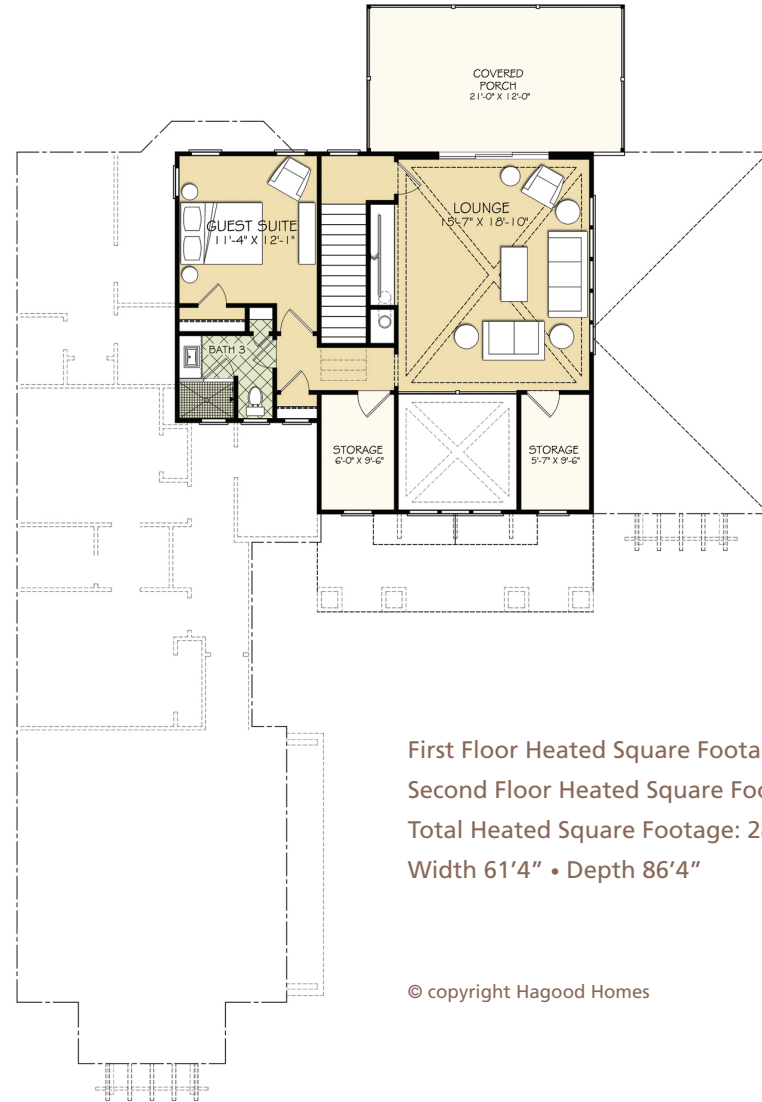 COVERED
PORCH
21'-0" X 12'-0"
GUEST SUITE
11'-4" X 12'-1"
LOUNGE
15'-7" X 18'-10"
BATH 3
STORAGE
6'-0" X 9'-6"
STORAGE
5'-7" X 9'-6"
First Floor Heated Square
Second Floor Heated Square
Total Heated Square Footage:
Width 61’4” • Depth 86’4”
© copyright Hagood Homes